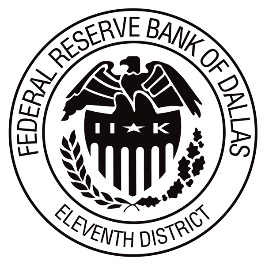 FEDERAL RESERVE BANK OF DALLAS
11 ★ K
ELEVENTH DISTRICT